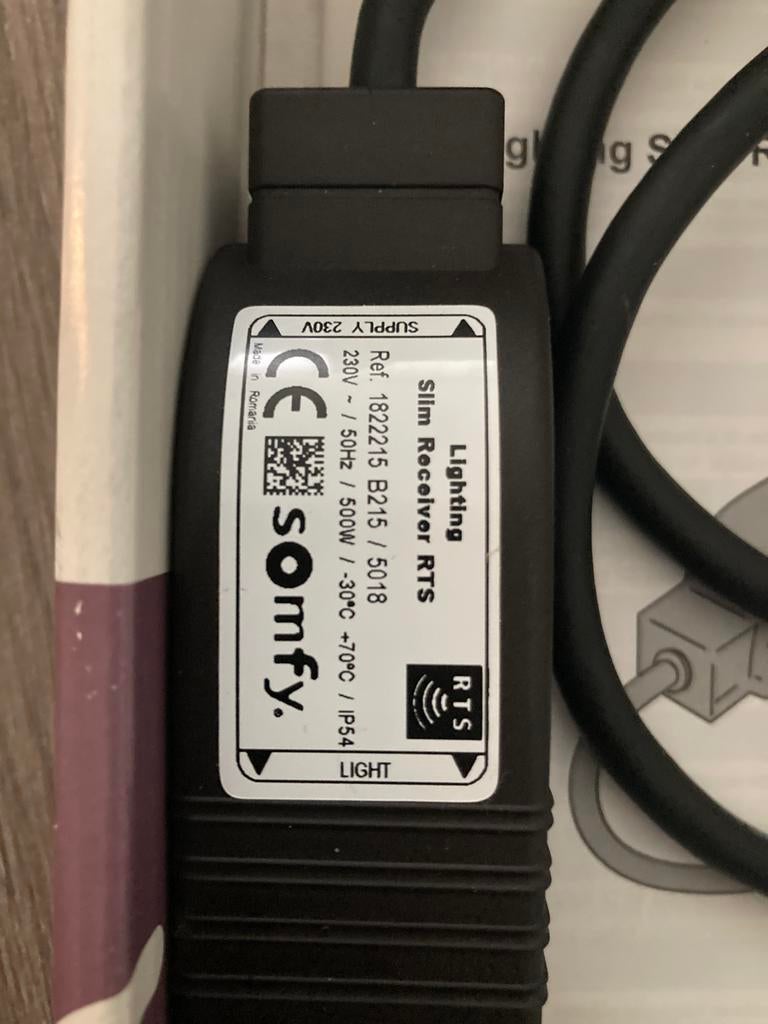 SUPPLY 230V
Lighting
Slim Receiver RTS
RTS
Ref. 1822215 B215 / 5018
230V ~ / 50Hz / 500W / -30°C +70°C / IP54
CE
somfy.
Made in Romania
LIGHT